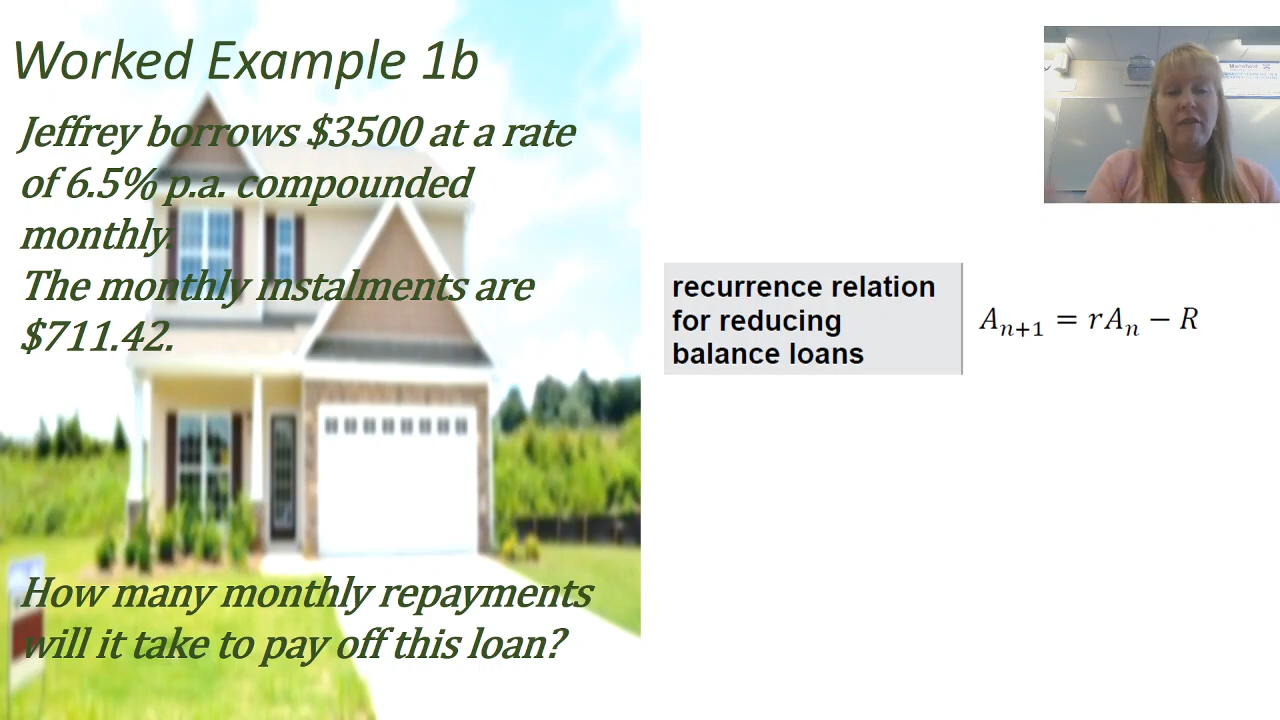 Worked Example 1b
Jeffrey borrows $3500 at a rate
of 6.5% p.a. compounded
monthly.
The monthly instalments are
$711.42.
How many monthly repayments
will it take to pay off this loan?
recurrence relation
for reducing
balance loans
Aₙ₊₁ = rAₙ − R